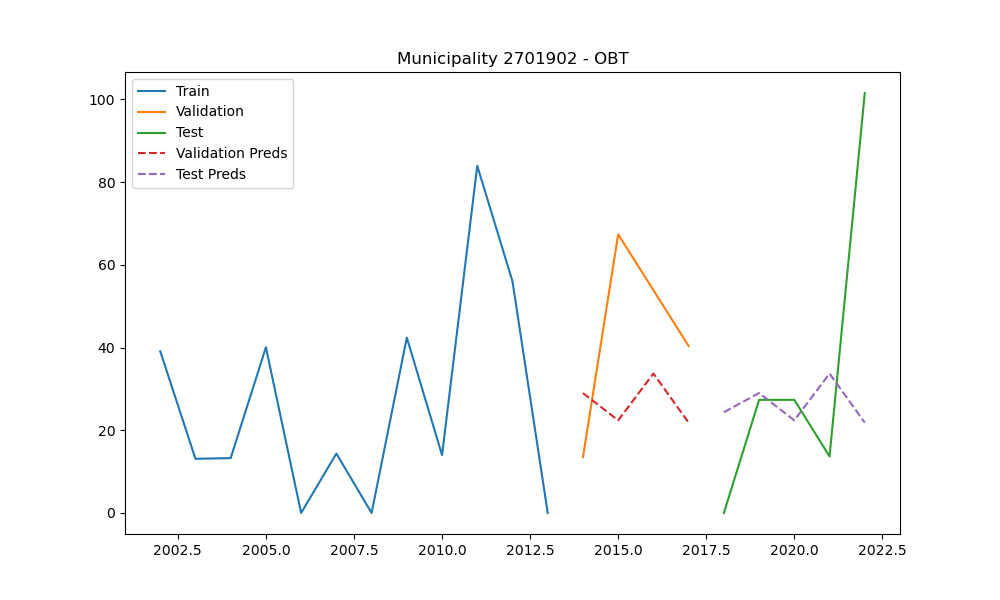 Municipality 2701902 - OBT
Train
Validation
Test
Validation Preds
Test Preds
100
80
60
40
20
0
2002.5 2005.0 2007.5 2010.0 2012.5 2015.0 2017.5 2020.0 2022.5